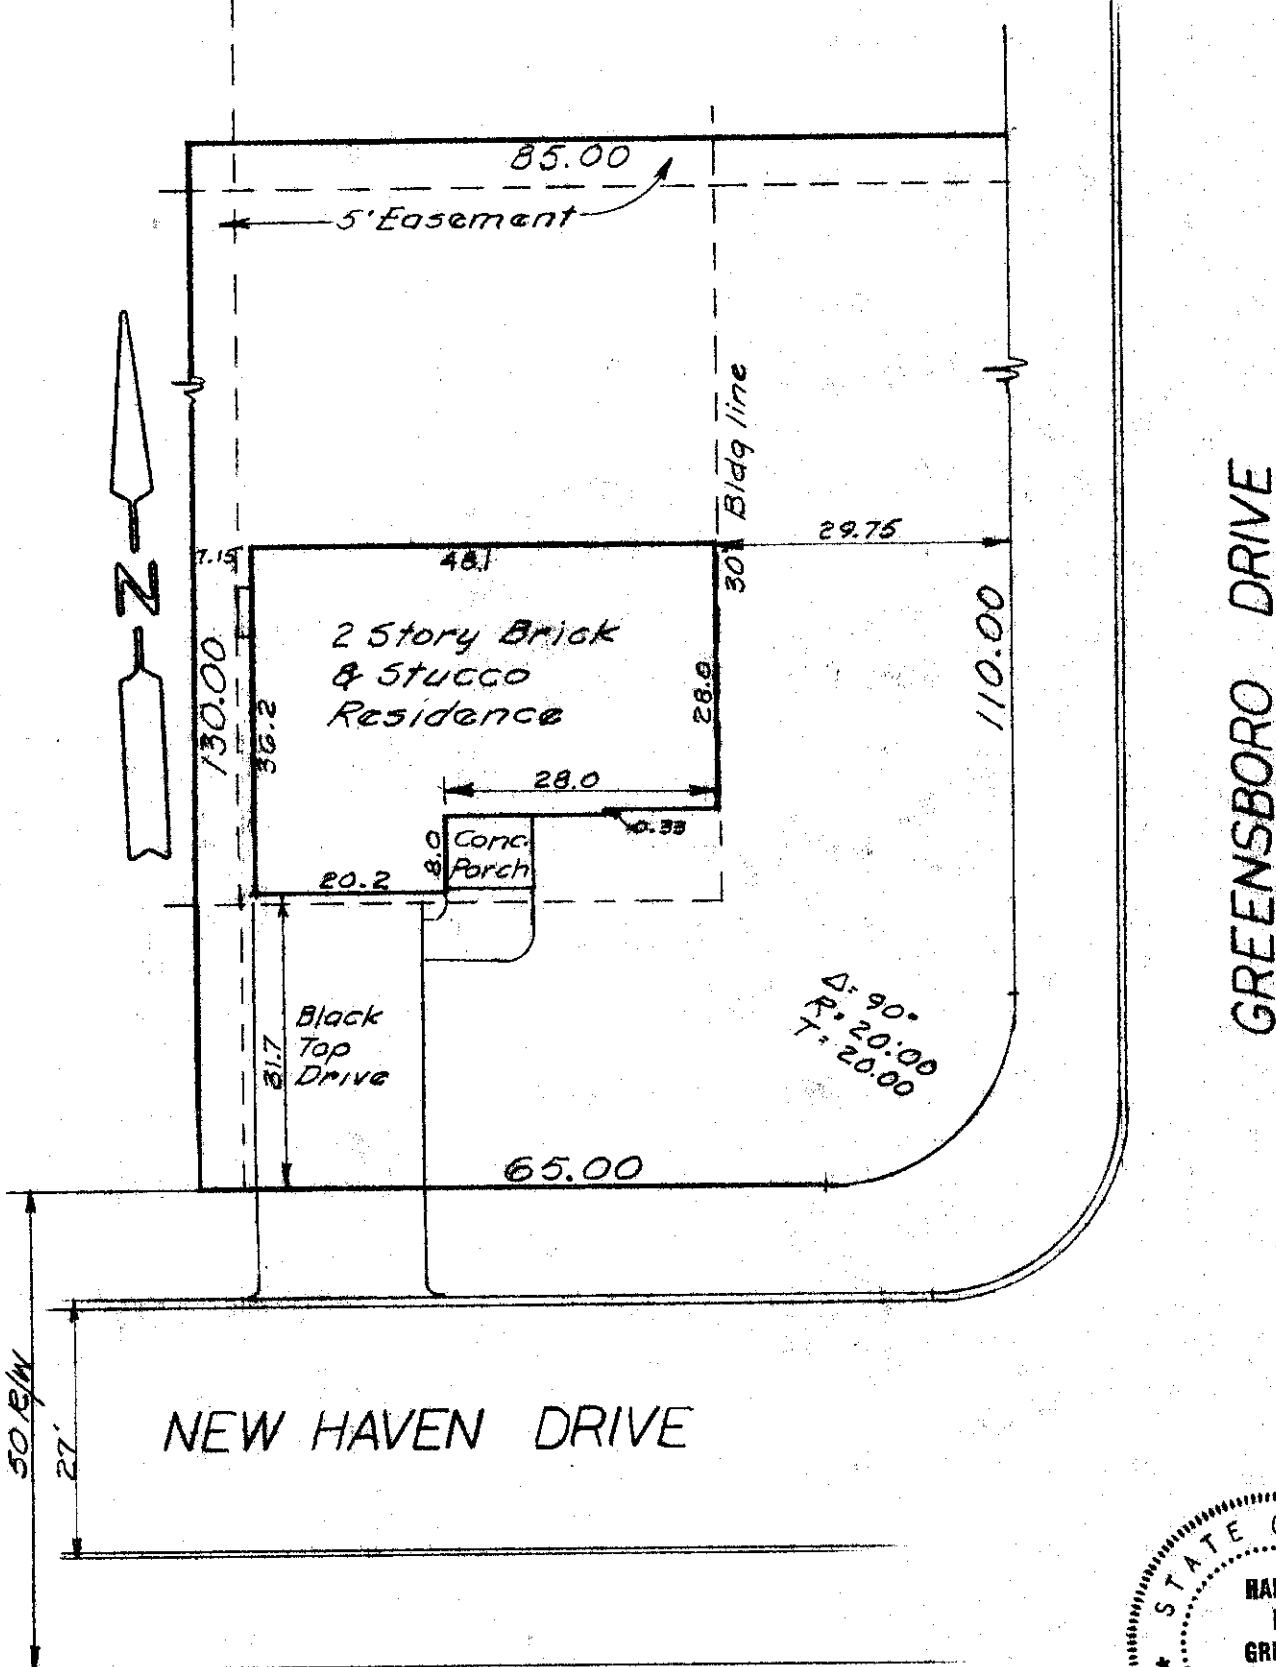 85.00
5' Easement
Bldg line
30'
29.75
7.15
48.1
N
130.00
36.2
2 Story Brick
& Stucco
Residence
28.0
110.00
GREENSBORO DRIVE
28.0
0.33
8.0
Conc.
Porch
20.2
Δ= 90°
R= 20.00
T= 20.00
31.7
Black
Top
Drive
65.00
50 R/W
27'
NEW HAVEN DRIVE
STATE